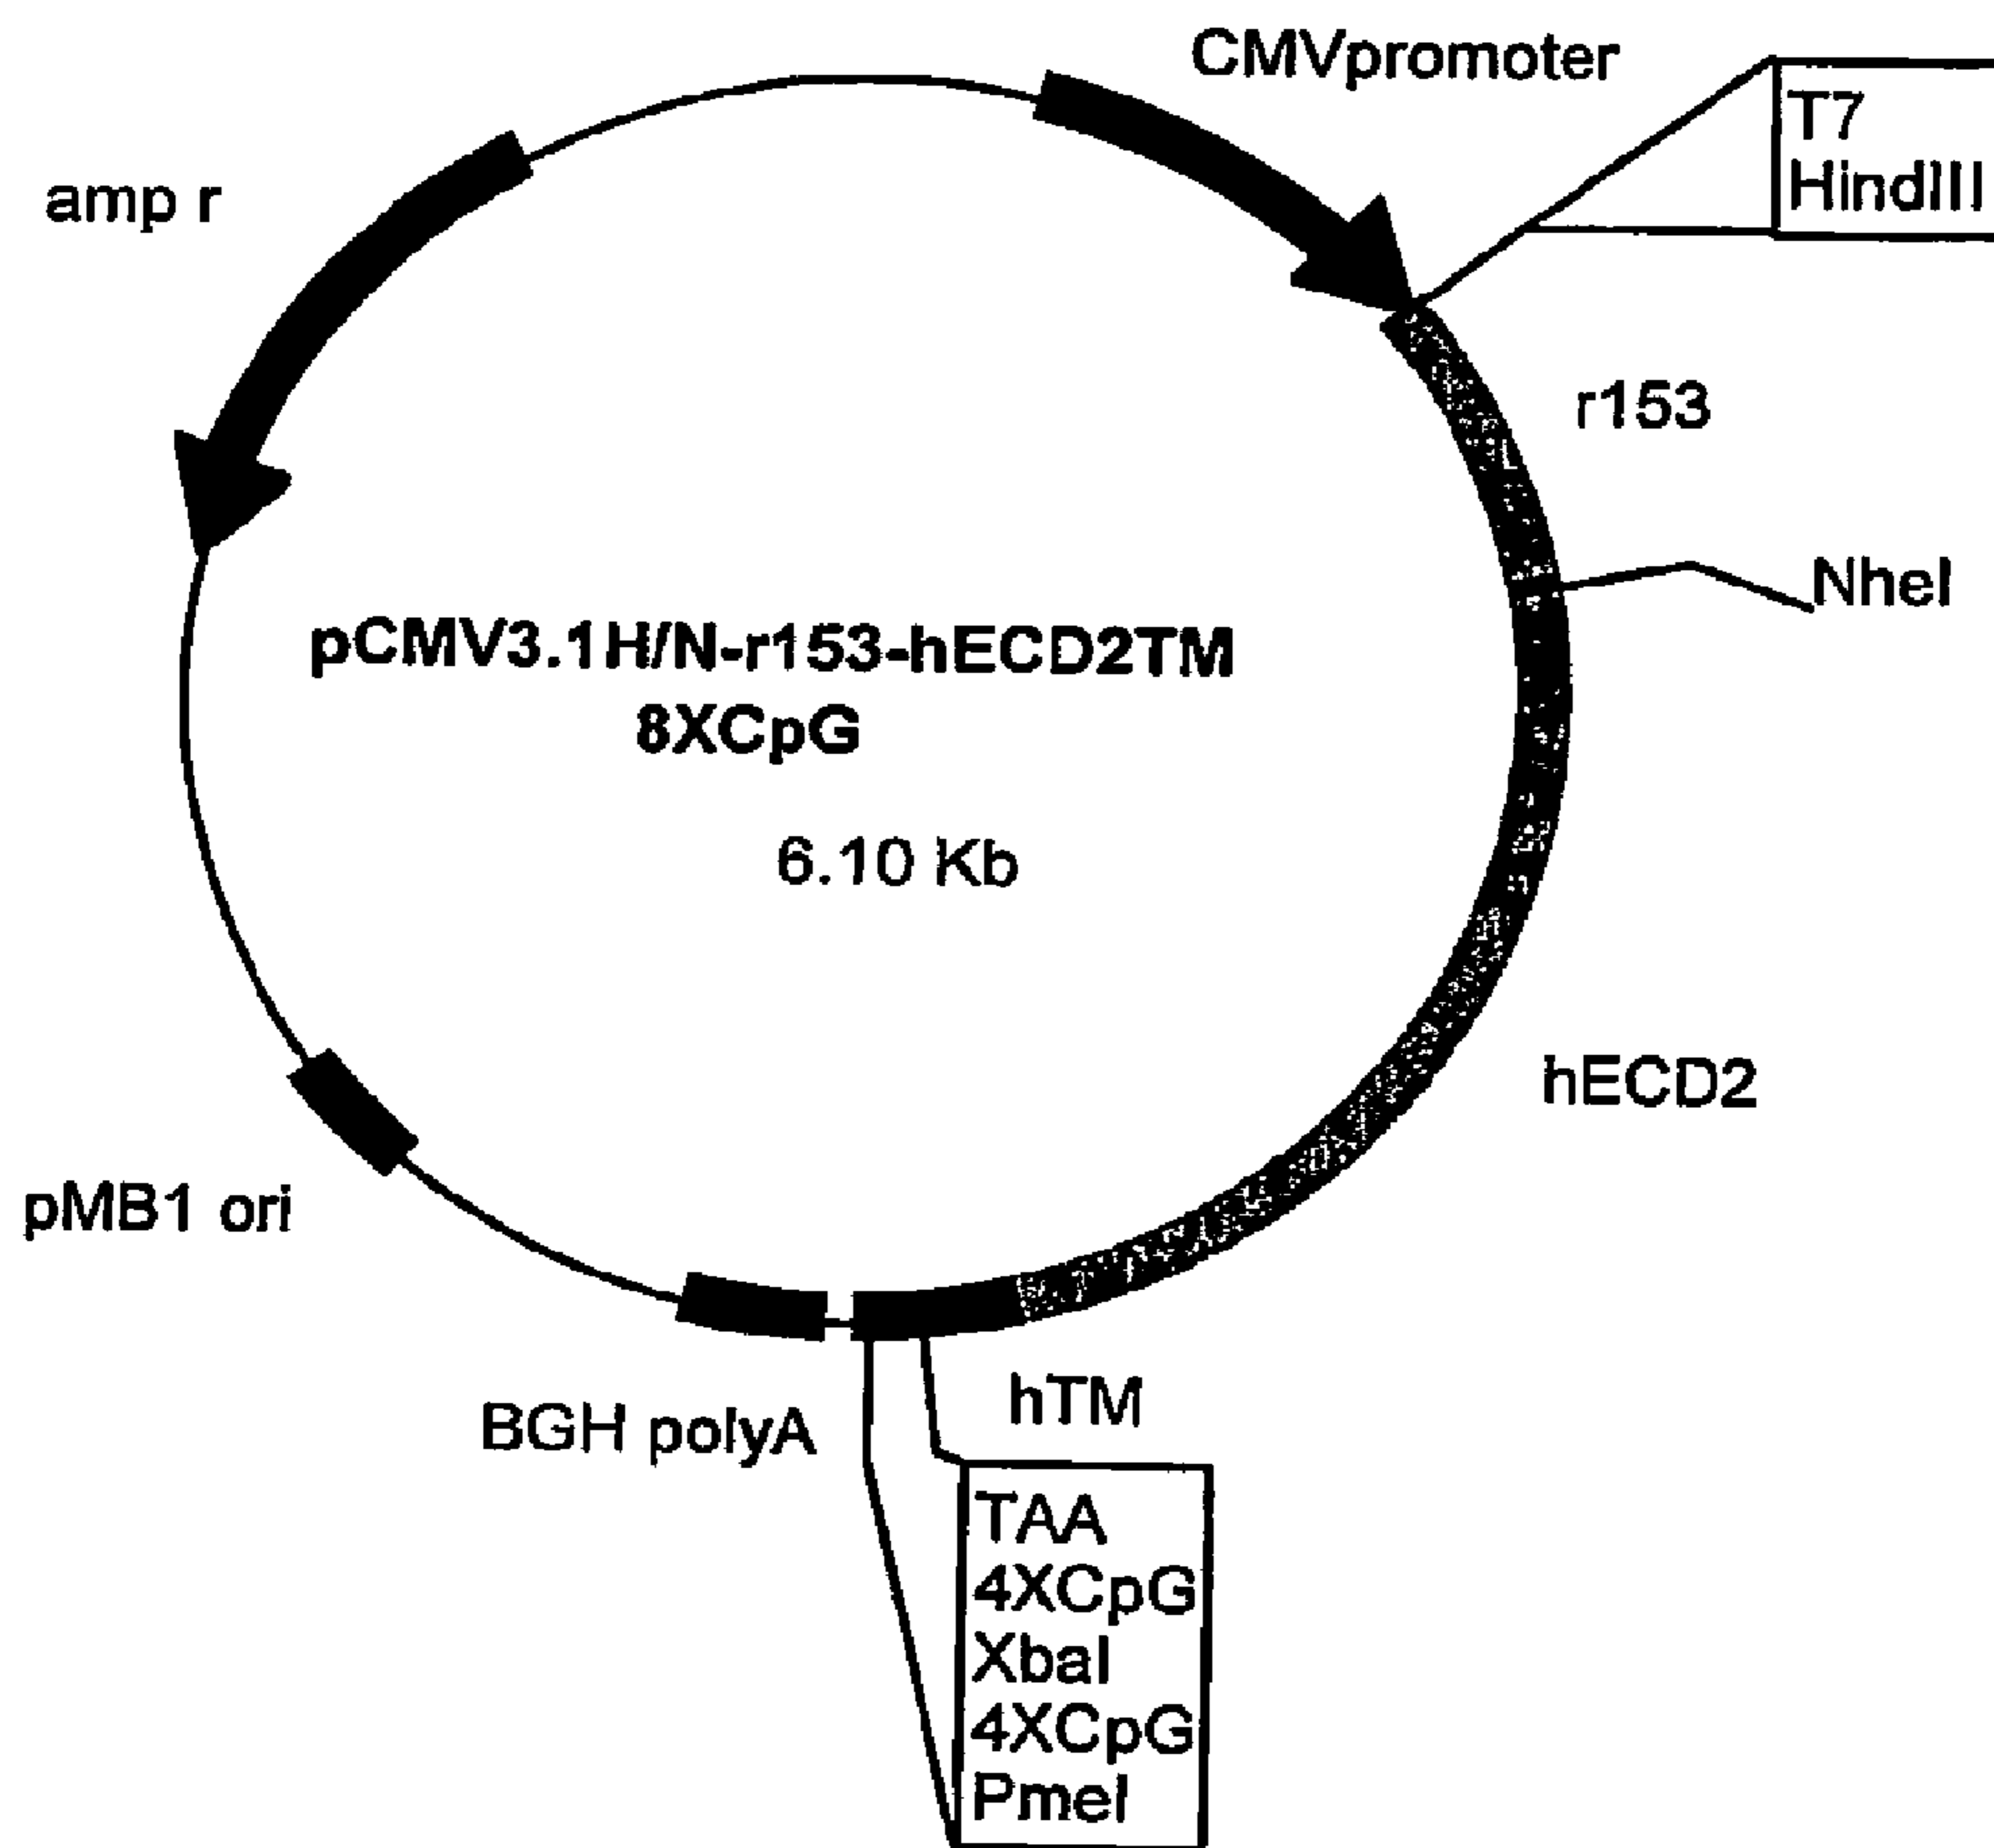 CMVpromoter
T7
HindIII
amp r
r153
NheI
pCMV3.1H/N-r153-hECD2TM
8XCpG
6.10 Kb
hECD2
pMB1 ori
hTM
BGH polyA
TAA
4XCpG
XbaI
4XCpG
PmeI